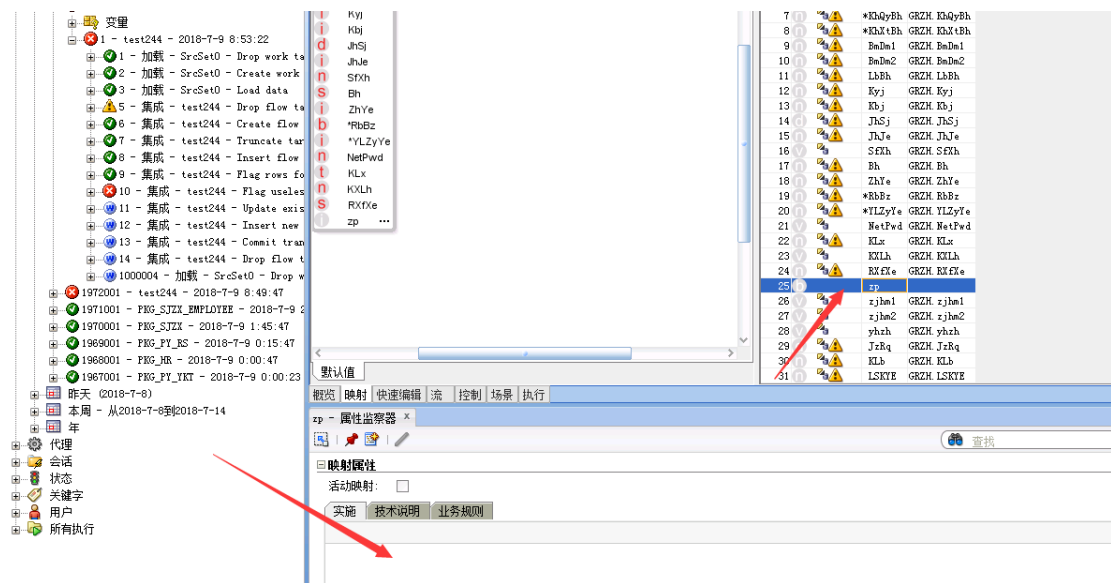 变量
1 - test244 - 2018-7-9 8:53:22
1 - 加载 - SrcSet0 - Drop work ta
2 - 加载 - SrcSet0 - Create work
3 - 加载 - SrcSet0 - Load data
5 - 集成 - test244 - Drop flow ta
6 - 集成 - test244 - Create flow
7 - 集成 - test244 - Truncate tar
8 - 集成 - test244 - Insert flow
9 - 集成 - test244 - Flag rows fo
10 - 集成 - test244 - Flag useles
11 - 集成 - test244 - Update exis
12 - 集成 - test244 - Insert new
13 - 集成 - test244 - Commit tran
14 - 集成 - test244 - Drop flow t
1000004 - 加载 - SrcSet0 - Drop w
1972001 - test244 - 2018-7-9 8:49:47
1971001 - PKG_SJZX_EMPLOYEE - 2018-7-9 2
1970001 - PKG_SJZX - 2018-7-9 1:45:47
1969001 - PKG_PY_RS - 2018-7-9 0:15:47
1968001 - PKG_HR - 2018-7-9 0:00:47
1967001 - PKG_PY_YKT - 2018-7-9 0:00:23
昨天 (2018-7-8)
本周 - 从2018-7-8到2018-7-14
年
代理
会话
状态
关键字
用户
所有执行
i Kyj
i Kbj
d JhSj
i JhJe
n SfXh
s Bh
i ZhYe
b *RbBz
i *YLZyYe
n NetPwd
t KLx
n KXLh
s RXfXe
zp ...
默认值
概览 映射 快速编辑 流 控制 场景 执行
7 n *KhQyBh GRZH.KhQyBh
8 n *KhXtBh GRZH.KhXtBh
9 n BmDm1 GRZH.BmDm1
10 n BmDm2 GRZH.BmDm2
11 n LbBh GRZH.LbBh
12 n Kyj GRZH.Kyj
13 n Kbj GRZH.Kbj
14 d JhSj GRZH.JhSj
15 n JhJe GRZH.JhJe
16 v SfXh GRZH.SfXh
17 n Bh GRZH.Bh
18 n ZhYe GRZH.ZhYe
19 n *RbBz GRZH.RbBz
20 n *YLZyYe GRZH.YLZyYe
21 v NetPwd GRZH.NetPwd
22 n KLx GRZH.KLx
23 v KXLh GRZH.KXLh
24 n RXfXe GRZH.RXfXe
25 b zp
26 v zjhm1 GRZH.zjhm1
27 v zjhm2 GRZH.zjhm2
28 v yhzh GRZH.yhzh
29 JzRq GRZH.JzRq
30 n KLb GRZH.KLb
31 n LSKYE GRZH.LSKYE
zp - 属性监察器 ×
查找
映射属性
活动映射:
实施 技术说明 业务规则